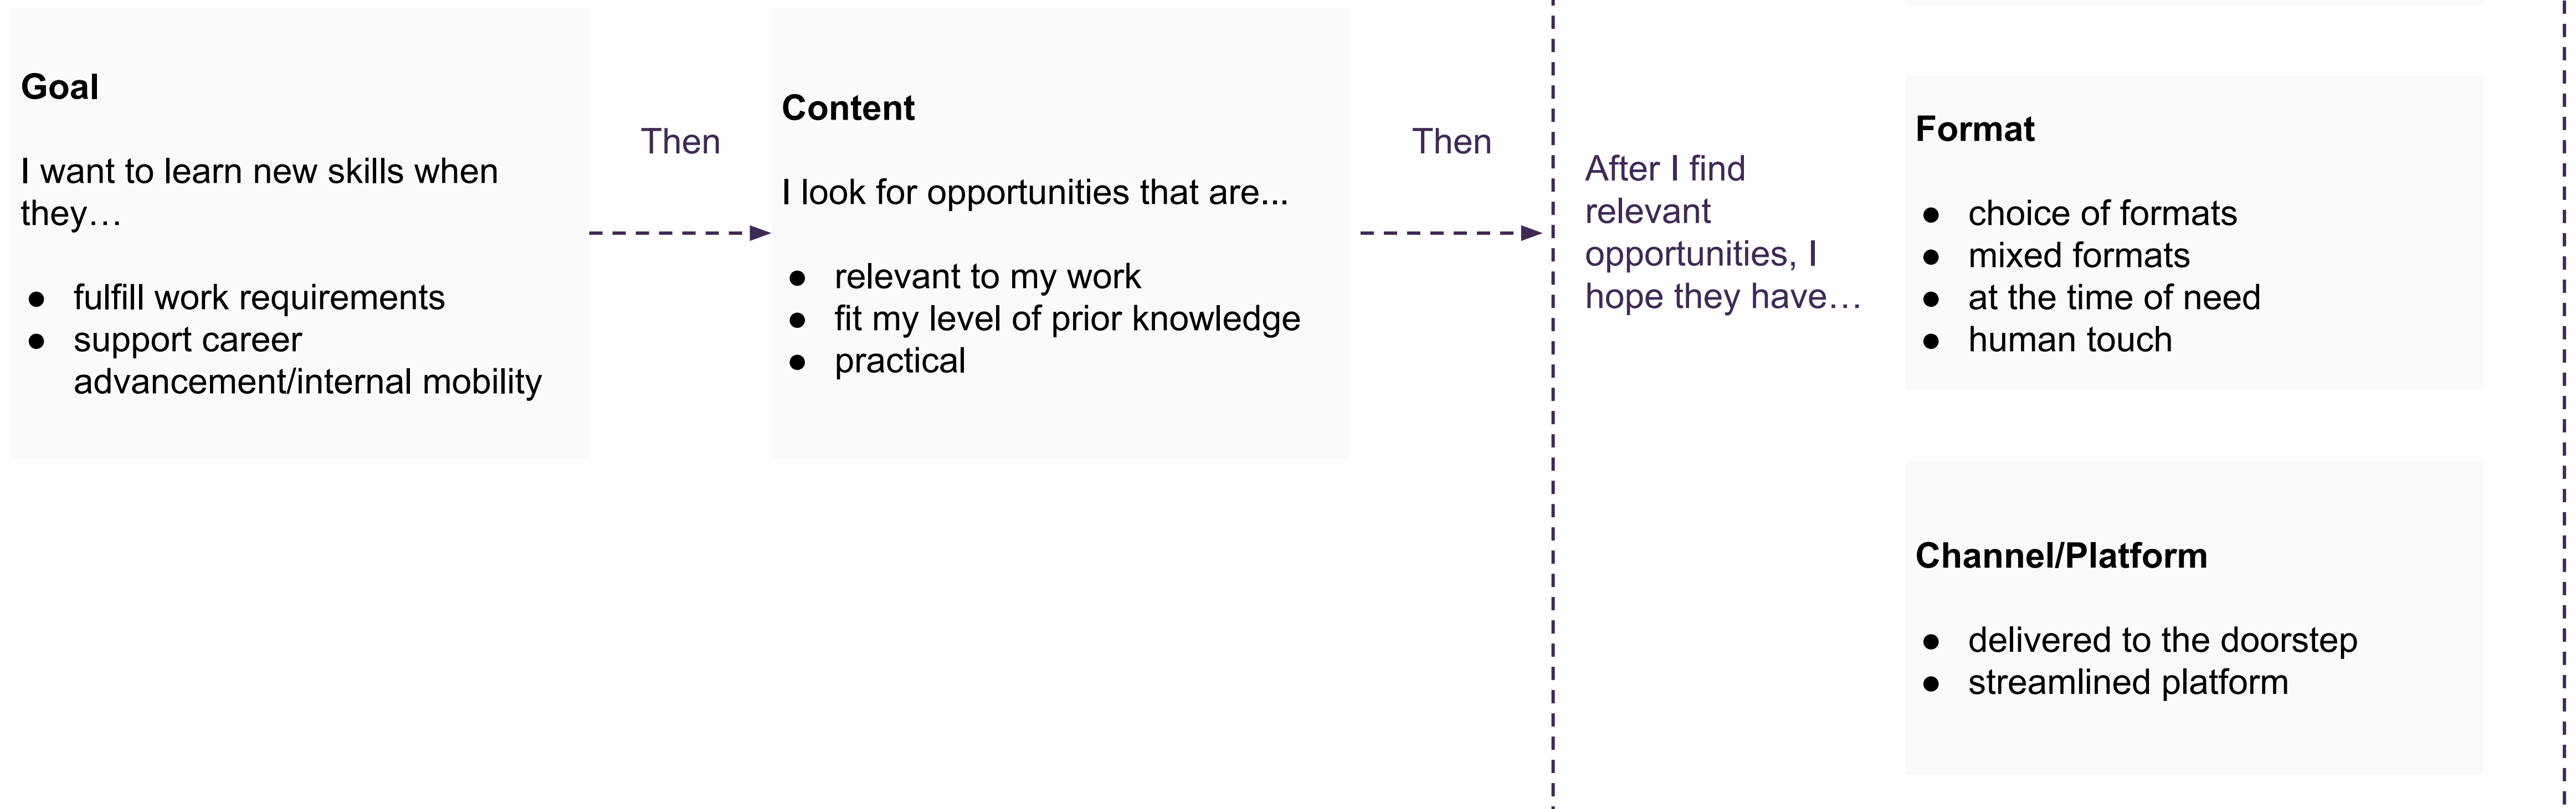 Goal
I want to learn new skills when
they…
● fulfill work requirements
● support career
advancement/internal mobility
Then
Content
I look for opportunities that are...
● relevant to my work
● fit my level of prior knowledge
● practical
Then
After I find
relevant
opportunities, I
hope they have…
Format
● choice of formats
● mixed formats
● at the time of need
● human touch
Channel/Platform
● delivered to the doorstep
● streamlined platform